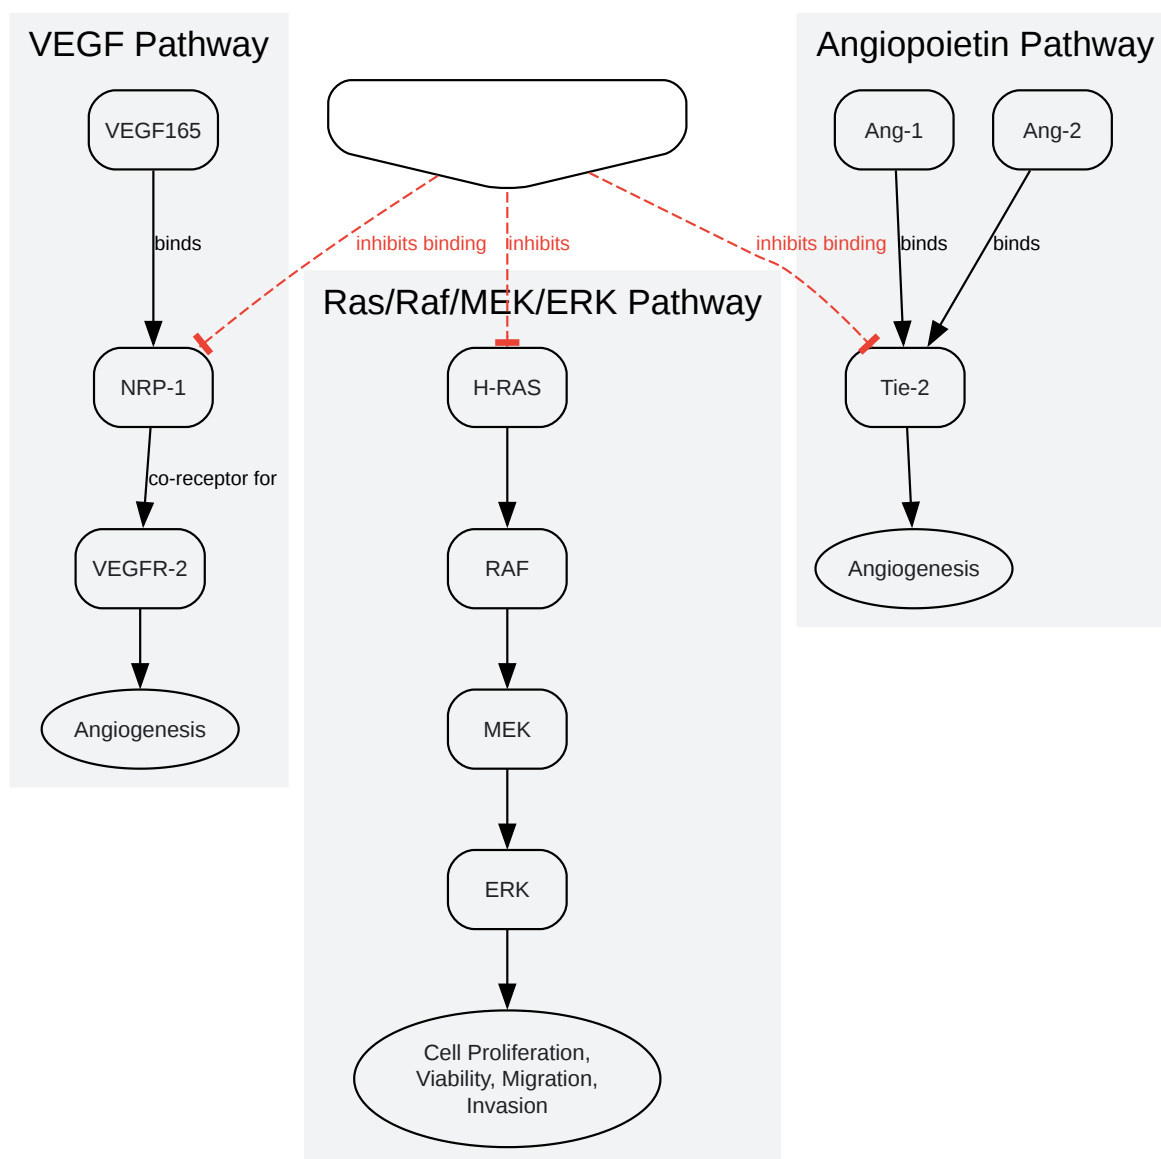 VEGF Pathway
Angiopoietin Pathway
VEGF165
Ang-1
Ang-2
binds
inhibits binding
inhibits
inhibits binding
binds
binds
Ras/Raf/MEK/ERK Pathway
NRP-1
H-RAS
Tie-2
co-receptor for
VEGFR-2
RAF
Angiogenesis
Angiogenesis
MEK
ERK
Cell Proliferation,
Viability, Migration,
Invasion